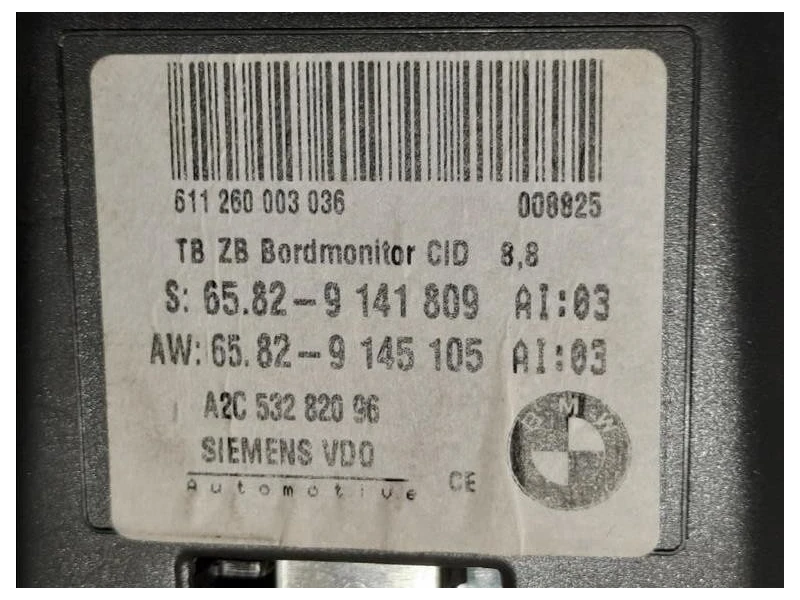 611 260 003 036 008825
TB ZB Bordmonitor CID 8,8
S: 65.82-9 141 809 AI:03
AW: 65.82-9 145 105 AI:03
A2C 532 820 96
SIEMENS VDO
Automotive CE
BMW